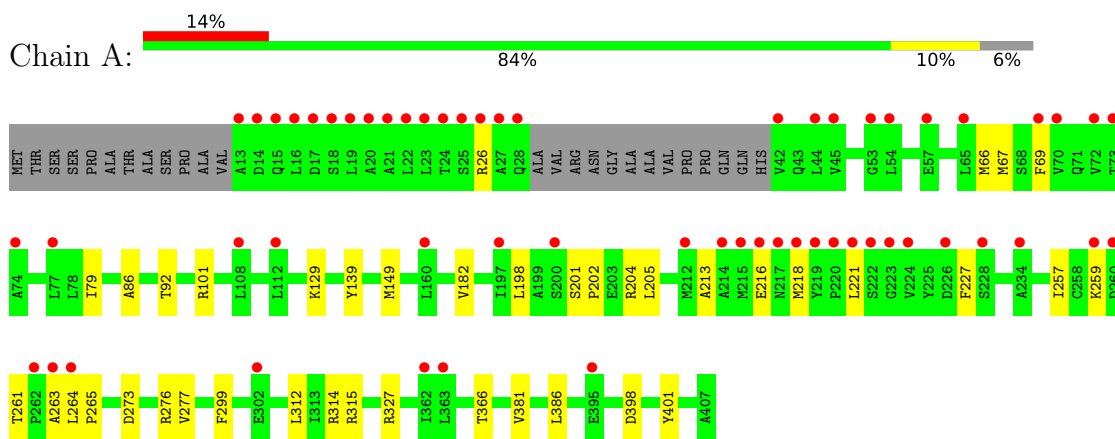 14%
Chain A:
84% 10% 6%
MET THR SER SER PRO ALA THR ALA SER PRO ALA VAL A13 D14 Q15 L16 D17 S18 L19 A20 A21 L22 L23 T24 S25 R26 A27 Q28 ALA VAL ARG ASN GLY ALA ALA VAL PRO PRO GLN GLN HIS V42 Q43 L44 V45 G53 L54 E57 L65 M66 M67 S68 F69 V70 Q71 V72 T73
A74 L77 L78 I79 A86 T92 R101 L108 L112 K129 Y139 M149 L160 V182 I197 L198 A199 S200 S201 P202 E203 R204 L205 M212 A213 A214 M215 E216 N217 M218 Y219 P220 L221 S222 G223 V224 Y225 D226 F227 S228 A234 I257 C258 K259
T261 P262 A263 L264 P265 D273 R276 V277 F299 E302 L312 I313 R314 R315 R327 T366 I362 L363 V381 L386 E395 D398 Y401 A407